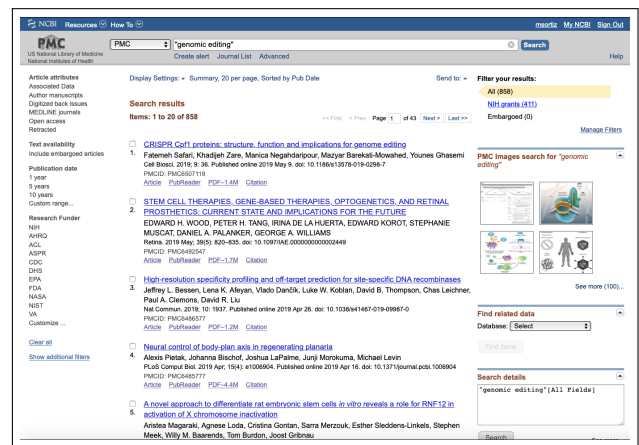 NCBI Resources How To
msortiz My NCBI Sign Out
PMC
US National Library of Medicine
National Institutes of Health
PMC
"genomic editing"
Search
Create alert Journal List Advanced
Help
Article attributes
Associated Data
Author manuscripts
Digitized back issues
MEDLINE journals
Open access
Retracted
Text availability
Include embargoed articles
Publication date
1 year
5 years
10 years
Custom range...
Research Funder
NIH
AHRQ
ACL
ASPR
CDC
DHS
EPA
FDA
NASA
NIST
VA
Customize ...
Clear all
Show additional filters
Display Settings: Summary, 20 per page, Sorted by Pub Date
Send to:
Search results
Items: 1 to 20 of 858
<< First < Prev Page 1 of 43 Next > Last >>
CRISPR Cpf1 proteins: structure, function and implications for genome editing
1.
Fatemeh Safari, Khadijeh Zare, Manica Negahdaripour, Mazyar Barekati-Mowahed, Younes Ghasemi
Cell Biosci. 2019; 9: 36. Published online 2019 May 9. doi: 10.1186/s13578-019-0298-7
PMCID: PMC6507119
Article PubReader PDF–1.4M Citation
STEM CELL THERAPIES, GENE-BASED THERAPIES, OPTOGENETICS, AND RETINAL
2. PROSTHETICS: CURRENT STATE AND IMPLICATIONS FOR THE FUTURE
EDWARD H. WOOD, PETER H. TANG, IRINA DE LA HUERTA, EDWARD KOROT, STEPHANIE
MUSCAT, DANIEL A. PALANKER, GEORGE A. WILLIAMS
Retina. 2019 May; 39(5): 820–835. doi: 10.1097/IAE.0000000000002449
PMCID: PMC6492547
Article PubReader PDF–1.7M Citation
High-resolution specificity profiling and off-target prediction for site-specific DNA recombinases
3.
Jeffrey L. Bessen, Lena K. Afeyan, Vlado Dančík, Luke W. Koblan, David B. Thompson, Chas Leichner,
Paul A. Clemons, David R. Liu
Nat Commun. 2019; 10: 1937. Published online 2019 Apr 26. doi: 10.1038/s41467-019-09987-0
PMCID: PMC6486577
Article PubReader PDF–1.2M Citation
Neural control of body-plan axis in regenerating planaria
4.
Alexis Pietak, Johanna Bischof, Joshua LaPalme, Junji Morokuma, Michael Levin
PLoS Comput Biol. 2019 Apr; 15(4): e1006904. Published online 2019 Apr 16. doi: 10.1371/journal.pcbi.1006904
PMCID: PMC6485777
Article PubReader PDF–4.4M Citation
A novel approach to differentiate rat embryonic stem cells in vitro reveals a role for RNF12 in
5. activation of X chromosome inactivation
Aristea Magaraki, Agnese Loda, Cristina Gontan, Sarra Merzouk, Esther Sleddens-Linkels, Stephen
Meek, Willy M. Baarends, Tom Burdon, Joost Gribnau
Filter your results:
All (858)
NIH grants (411)
Embargoed (0)
Manage Filters
PMC Images search for "genomic
editing"
See more (100)...
Find related data
Database: Select
Find items
Search details
"genomic editing"[All Fields]
Search
See more...